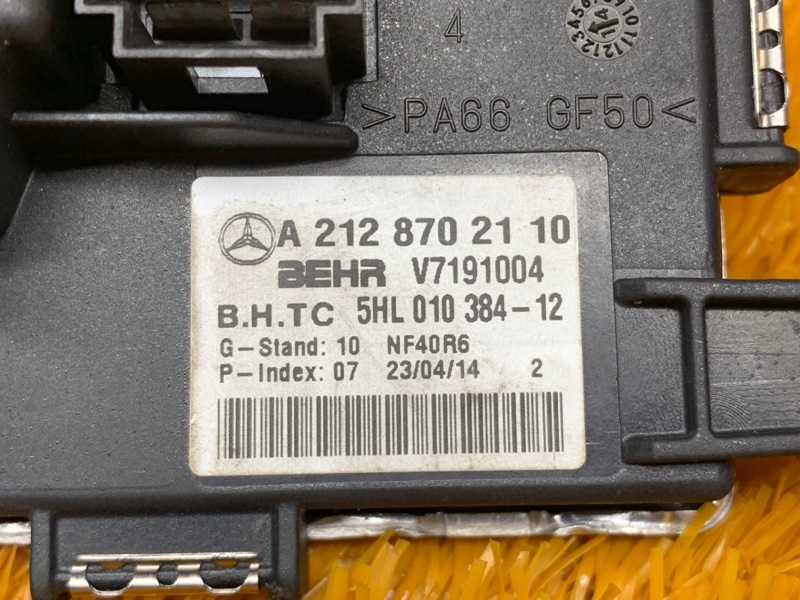 4
14
>PA66 GF50<
A 212 870 21 10
BEHR V7191004
B.H.TC 5HL 010 384-12
G-Stand: 10 NF40R6
P-Index: 07 23/04/14 2